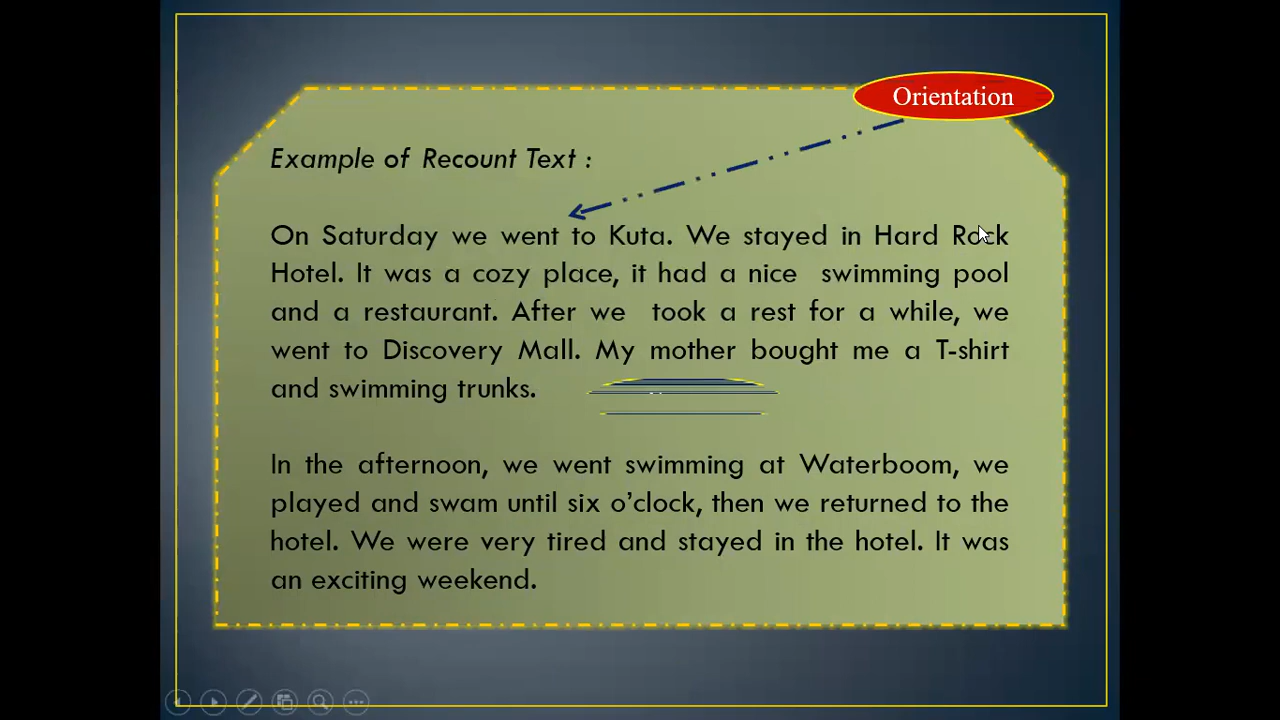 Orientation
Example of Recount Text :
On Saturday we went to Kuta. We stayed in Hard Rock
Hotel. It was a cozy place, it had a nice swimming pool
and a restaurant. After we took a rest for a while, we
went to Discovery Mall. My mother bought me a T-shirt
and swimming trunks.
In the afternoon, we went swimming at Waterboom, we
played and swam until six o’clock, then we returned to the
hotel. We were very tired and stayed in the hotel. It was
an exciting weekend.